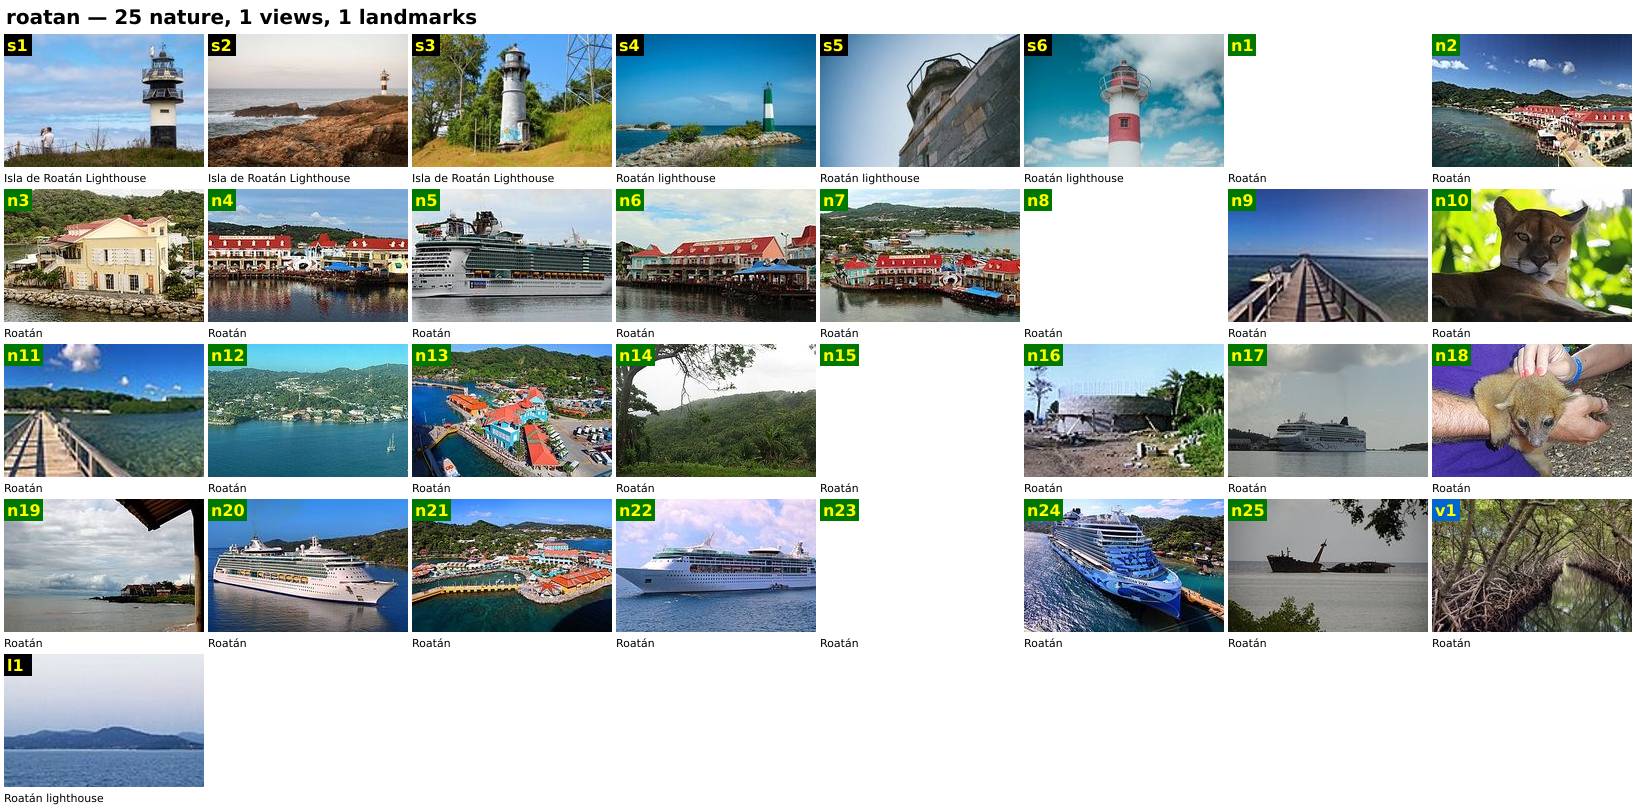 roatan — 25 nature, 1 views, 1 landmarks
s1 s2 s3 s4 s5 s6 n1 n2
Isla de Roatán Lighthouse Isla de Roatán Lighthouse Isla de Roatán Lighthouse Roatán lighthouse Roatán lighthouse Roatán lighthouse Roatán Roatán
n3 n4 n5 n6 n7 n8 n9 n10
Roatán Roatán Roatán Roatán Roatán Roatán Roatán Roatán
n11 n12 n13 n14 n15 n16 n17 n18
Roatán Roatán Roatán Roatán Roatán Roatán Roatán Roatán
n19 n20 n21 n22 n23 n24 n25 v1
Roatán Roatán Roatán Roatán Roatán Roatán Roatán Roatán
l1
Roatán lighthouse